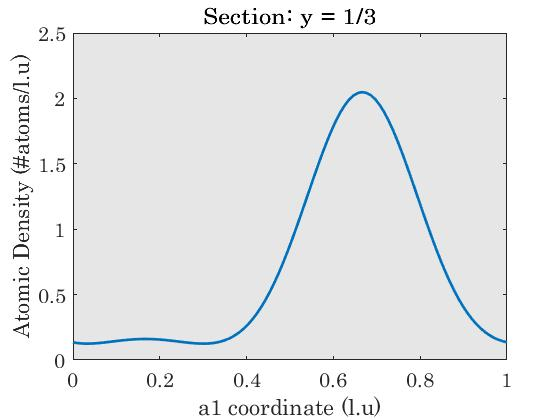 Section: y = 1/3
Atomic Density (#atoms/l.u)
2.5
2
1.5
1
0.5
0
0 0.2 0.4 0.6 0.8 1
a1 coordinate (l.u)